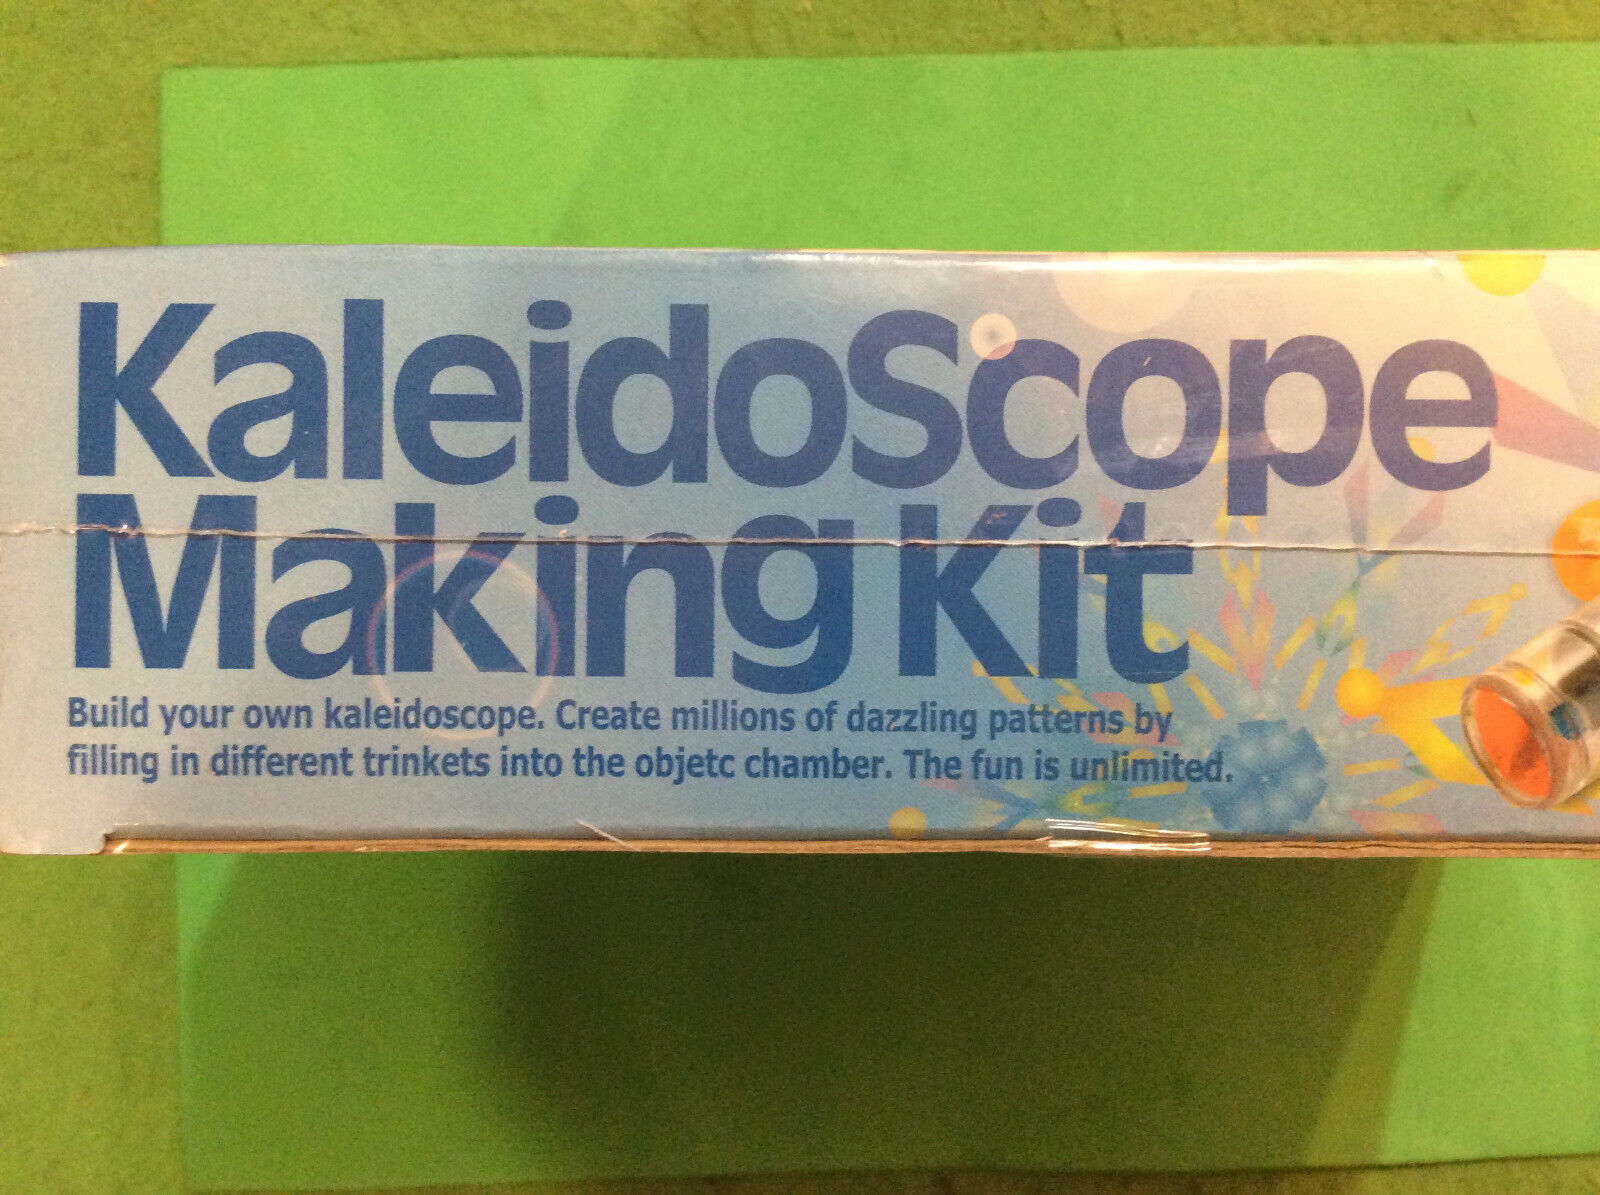 KaleidoScope
Making Kit
Build your own kaleidoscope. Create millions of dazzling patterns by
filling in different trinkets into the objetc chamber. The fun is unlimited.